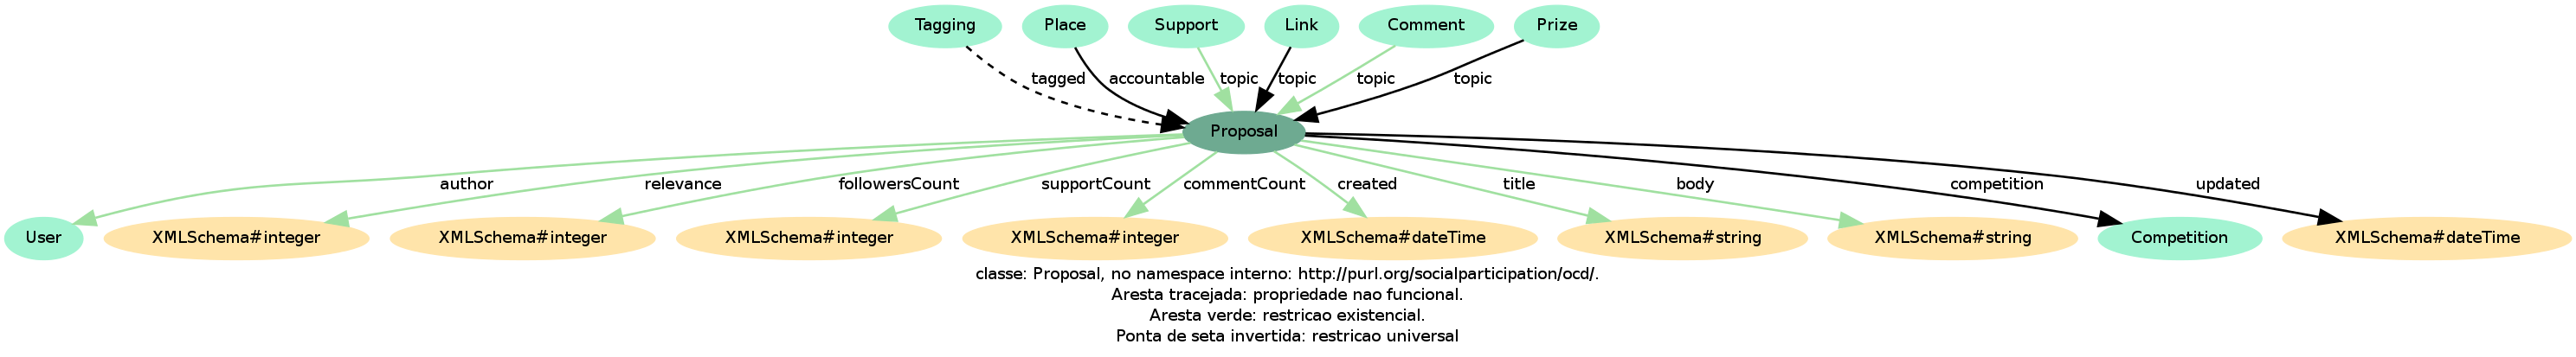 Tagging Place Support Link Comment Prize
tagged accountable topic topic topic topic
Proposal
author relevance followersCount supportCount commentCount created title body competition updated
User XMLSchema#integer XMLSchema#integer XMLSchema#integer XMLSchema#integer XMLSchema#dateTime XMLSchema#string XMLSchema#string Competition XMLSchema#dateTime
classe: Proposal, no namespace interno: http://purl.org/socialparticipation/ocd/.
Aresta tracejada: propriedade nao funcional.
Aresta verde: restricao existencial.
Ponta de seta invertida: restricao universal